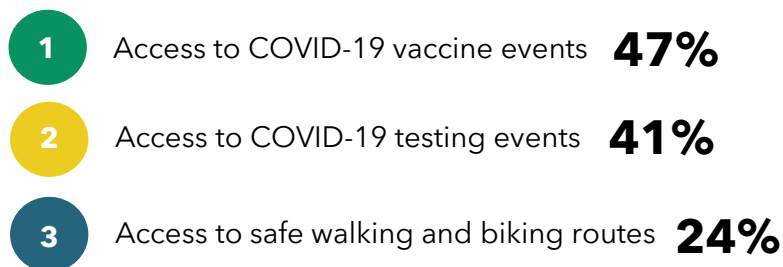 1 Access to COVID-19 vaccine events 47%
2 Access to COVID-19 testing events 41%
3 Access to safe walking and biking routes 24%